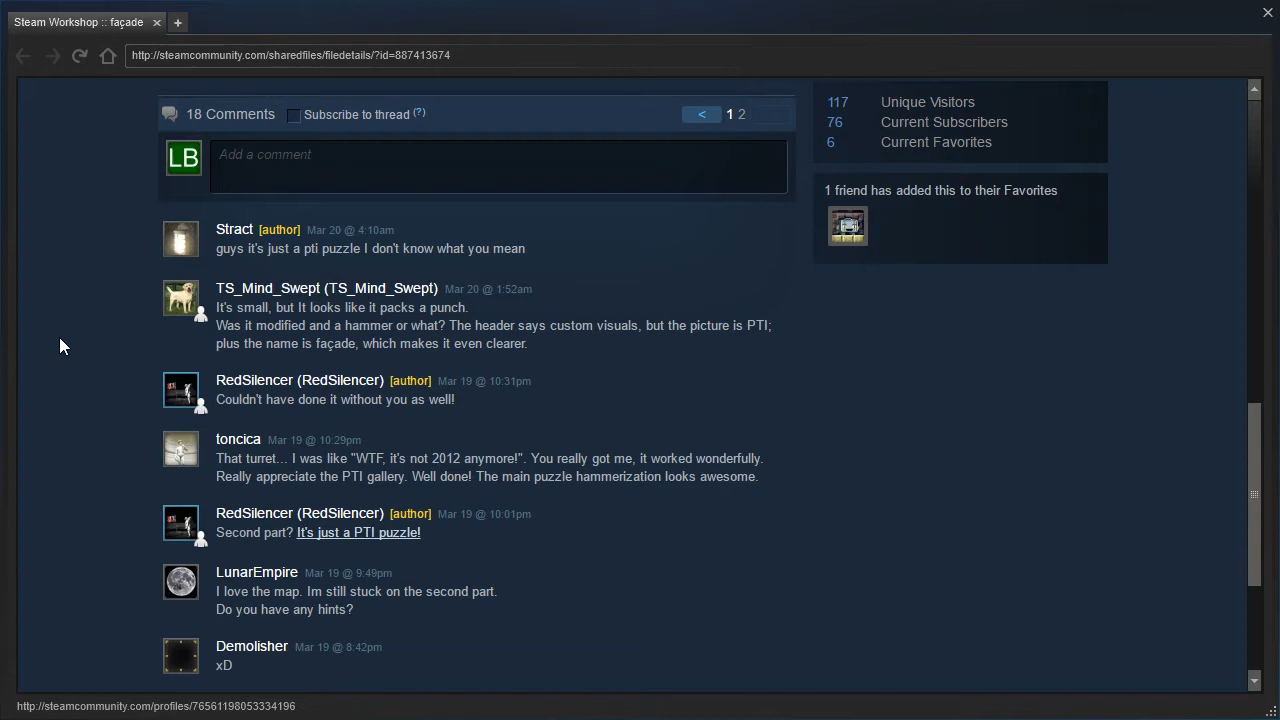 Steam Workshop :: façade
http://steamcommunity.com/sharedfiles/filedetails/?id=887413674
18 Comments
Subscribe to thread (?)
< 1 2
LB
Add a comment
Stract [author] Mar 20 @ 4:10am
guys it's just a pti puzzle I don't know what you mean
TS_Mind_Swept (TS_Mind_Swept) Mar 20 @ 1:52am
It's small, but It looks like it packs a punch.
Was it modified and a hammer or what? The header says custom visuals, but the picture is PTI;
plus the name is façade, which makes it even clearer.
RedSilencer (RedSilencer) [author] Mar 19 @ 10:31pm
Couldn't have done it without you as well!
toncica Mar 19 @ 10:29pm
That turret... I was like "WTF, it's not 2012 anymore!". You really got me, it worked wonderfully.
Really appreciate the PTI gallery. Well done! The main puzzle hammerization looks awesome.
RedSilencer (RedSilencer) [author] Mar 19 @ 10:01pm
Second part? It's just a PTI puzzle!
LunarEmpire Mar 19 @ 9:49pm
I love the map. Im still stuck on the second part.
Do you have any hints?
Demolisher Mar 19 @ 8:42pm
xD
117 Unique Visitors
76 Current Subscribers
6 Current Favorites
1 friend has added this to their Favorites
http://steamcommunity.com/profiles/76561198053334196